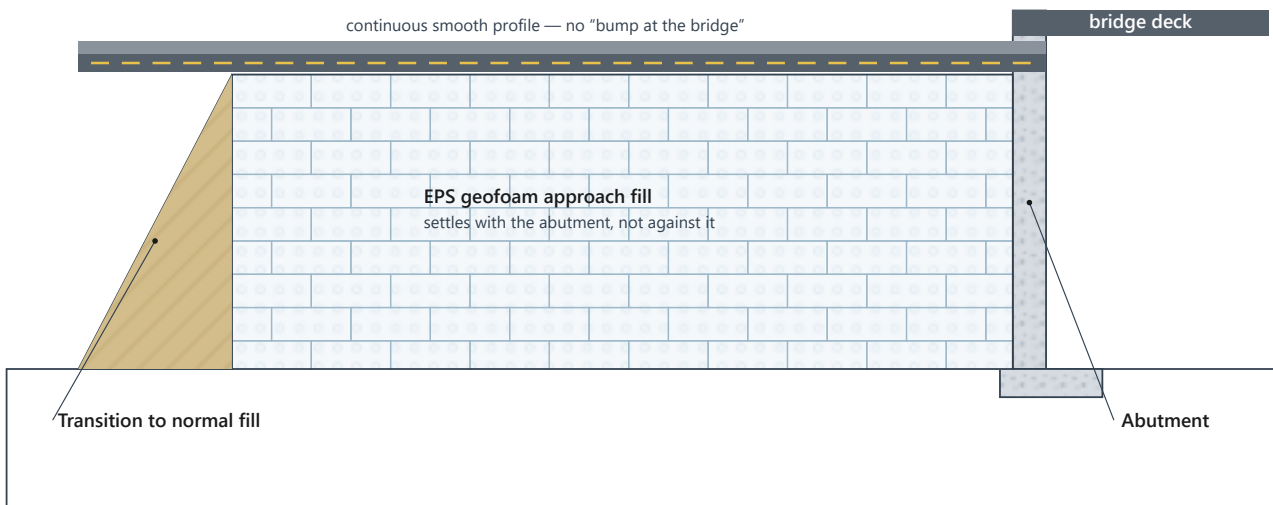 continuous smooth profile — no “bump at the bridge”
bridge deck
EPS geofoam approach fill
settles with the abutment, not against it
Transition to normal fill
Abutment